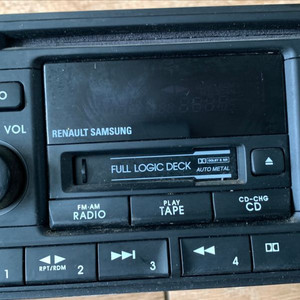 O
VOL
RENAULT SAMSUNG
FULL LOGIC DECK
DOLBY B NR
AUTO METAL
FM·AM
RADIO
PLAY
TAPE
CD-CHG
CD
1
RPT/RDM
2
3
4